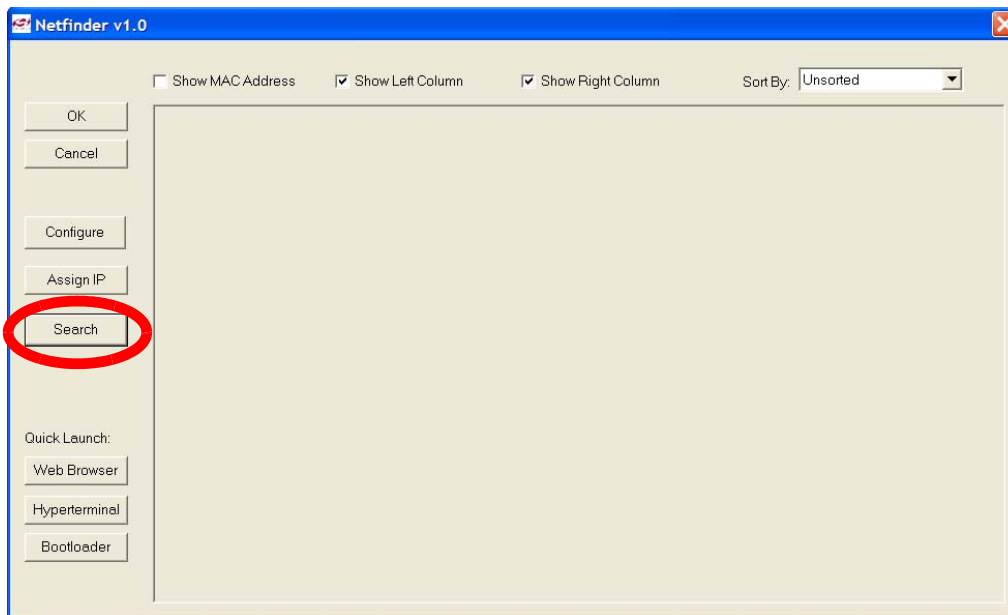 Netfinder v1.0
Show MAC Address
Show Left Column
Show Right Column
Sort By:
Unsorted
OK
Cancel
Configure
Assign IP
Search
Quick Launch:
Web Browser
Hyperterminal
Bootloader